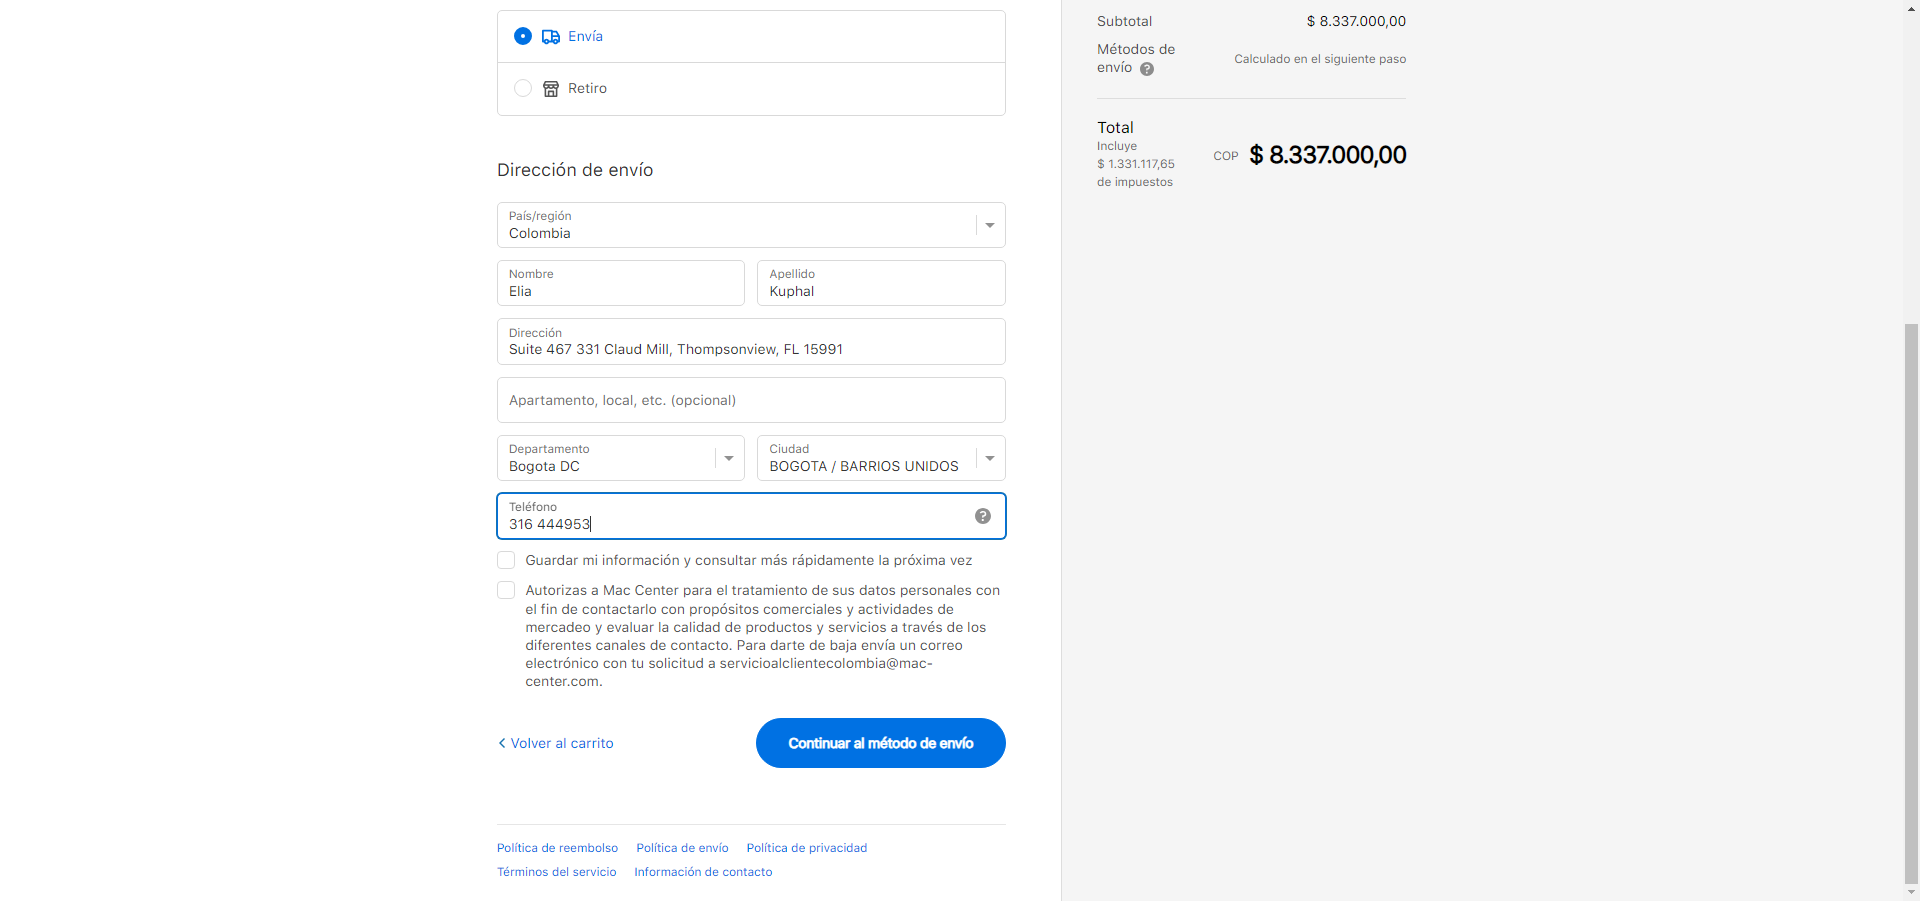 Envía
Retiro
Dirección de envío
País/región
Colombia
Nombre
Elia
Apellido
Kuphal
Dirección
Suite 467 331 Claud Mill, Thompsonview, FL 15991
Apartamento, local, etc. (opcional)
Departamento
Bogota DC
Ciudad
BOGOTA / BARRIOS UNIDOS
Teléfono
316 444953
Guardar mi información y consultar más rápidamente la próxima vez
Autorizas a Mac Center para el tratamiento de sus datos personales con
el fin de contactarlo con propósitos comerciales y actividades de
mercadeo y evaluar la calidad de productos y servicios a través de los
diferentes canales de contacto. Para darte de baja envía un correo
electrónico con tu solicitud a servicioalclientecolombia@mac-
center.com.
Volver al carrito
Continuar al método de envío
Política de reembolso
Política de envío
Política de privacidad
Términos del servicio
Información de contacto
Subtotal
$ 8.337.000,00
Métodos de
envío
Calculado en el siguiente paso
Total
Incluye
$ 1.331.117,65
de impuestos
COP $ 8.337.000,00